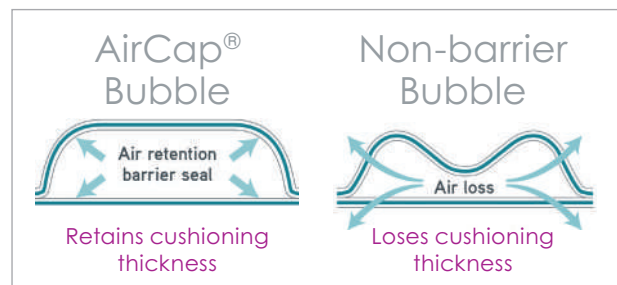 AirCap®
Bubble
Air retention
barrier seal
Retains cushioning
thickness
Non-barrier
Bubble
Air loss
Loses cushioning
thickness